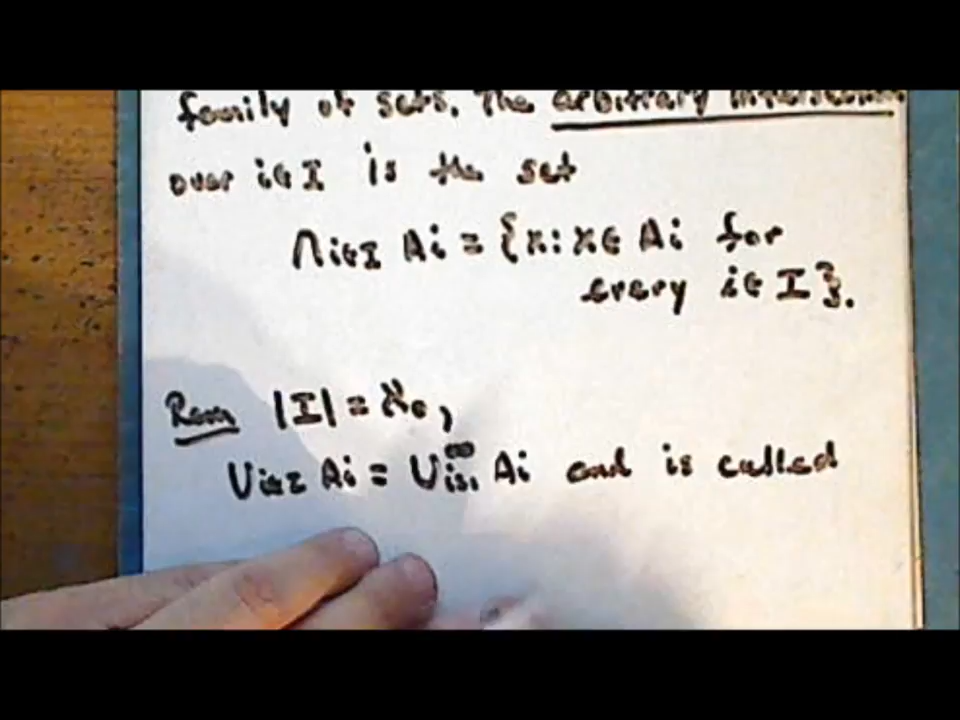 family of sets. The arbitrary intersection
over i∈I is the set
∩i∈I Ai = {x: x∈ Ai for
every i∈I}.
Rem |I| = ℵ0,
∪i∈I Ai = ∪i=1^∞ Ai and is called